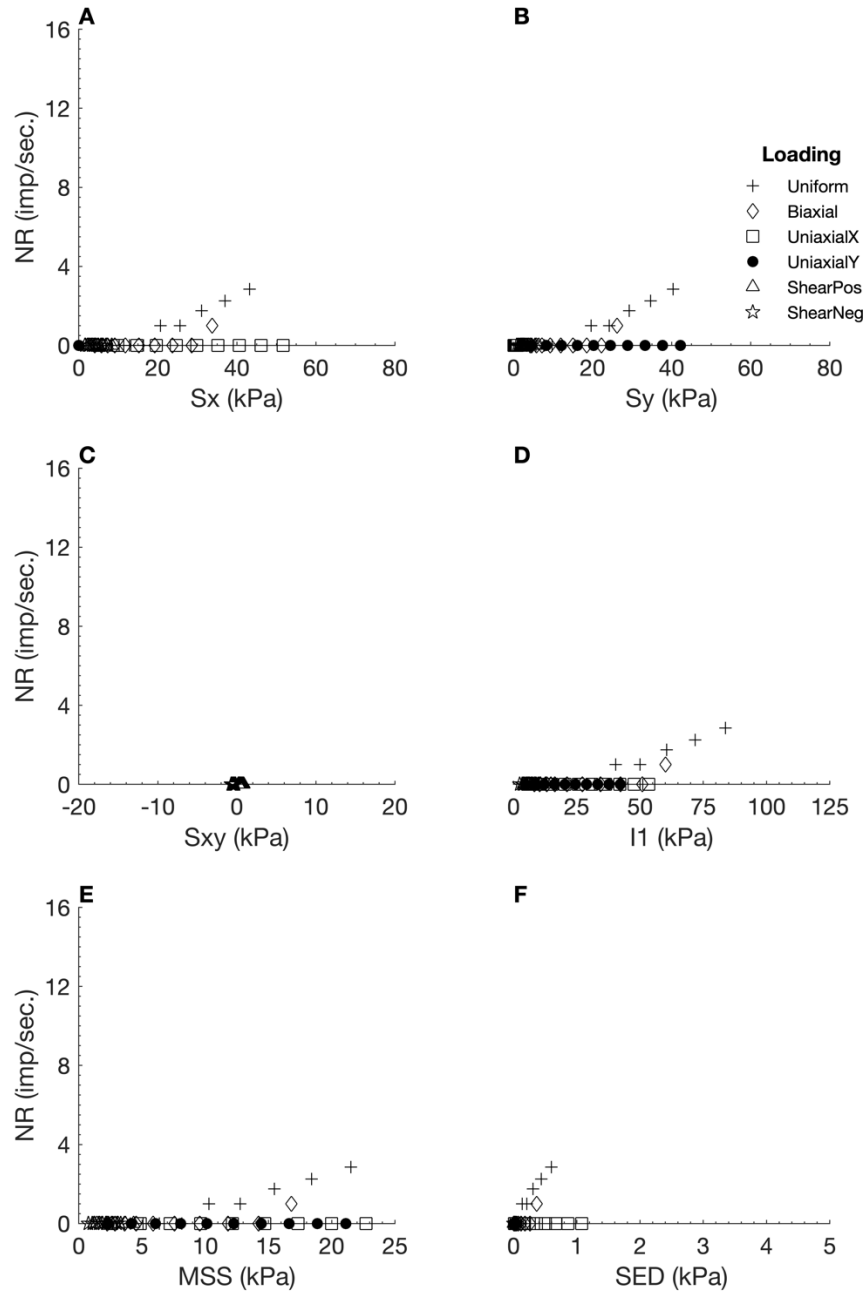 A
B
16
12
8
4
0
NR (imp/sec.)
0 20 40 60 80
Sx (kPa)
0 20 40 60 80
Sy (kPa)
Loading
Uniform
Biaxial
UniaxialX
UniaxialY
ShearPos
ShearNeg
C
D
16
12
8
4
0
NR (imp/sec.)
-20 -10 0 10 20
Sxy (kPa)
0 25 50 75 100 125
I1 (kPa)
E
F
16
12
8
4
0
NR (imp/sec.)
0 5 10 15 20 25
MSS (kPa)
0 1 2 3 4 5
SED (kPa)